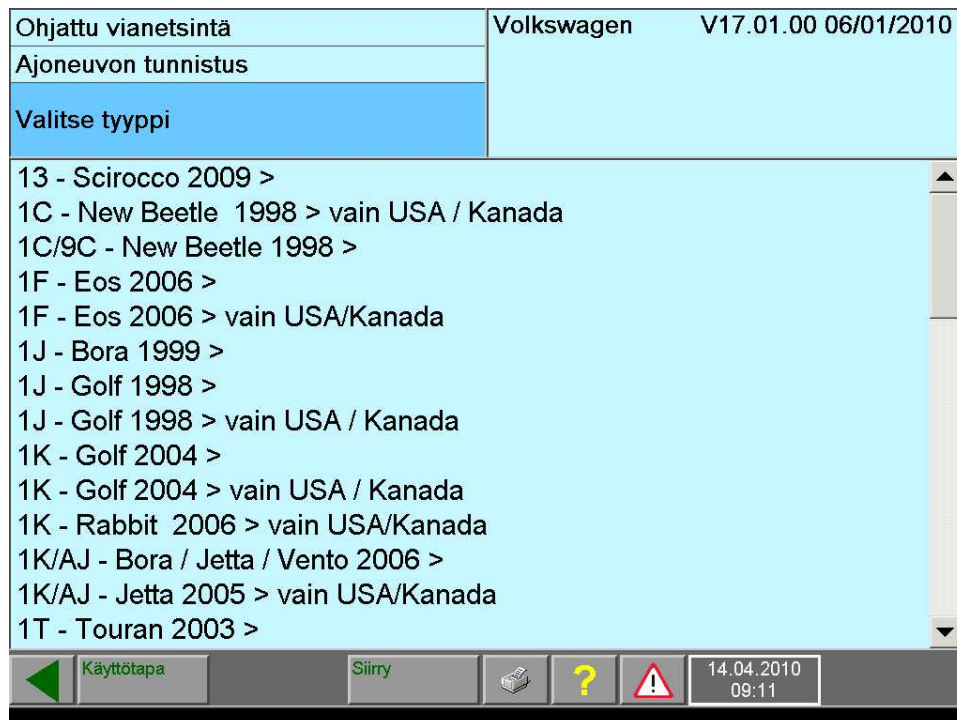 Ohjattu vianetsintä
Volkswagen V17.01.00 06/01/2010
Ajoneuvon tunnistus
Valitse tyyppi
13 - Scirocco 2009 >
1C - New Beetle 1998 > vain USA / Kanada
1C/9C - New Beetle 1998 >
1F - Eos 2006 >
1F - Eos 2006 > vain USA/Kanada
1J - Bora 1999 >
1J - Golf 1998 >
1J - Golf 1998 > vain USA / Kanada
1K - Golf 2004 >
1K - Golf 2004 > vain USA / Kanada
1K - Rabbit 2006 > vain USA/Kanada
1K/AJ - Bora / Jetta / Vento 2006 >
1K/AJ - Jetta 2005 > vain USA/Kanada
1T - Touran 2003 >
Käyttötapa Siirry ? ! 14.04.2010
09:11